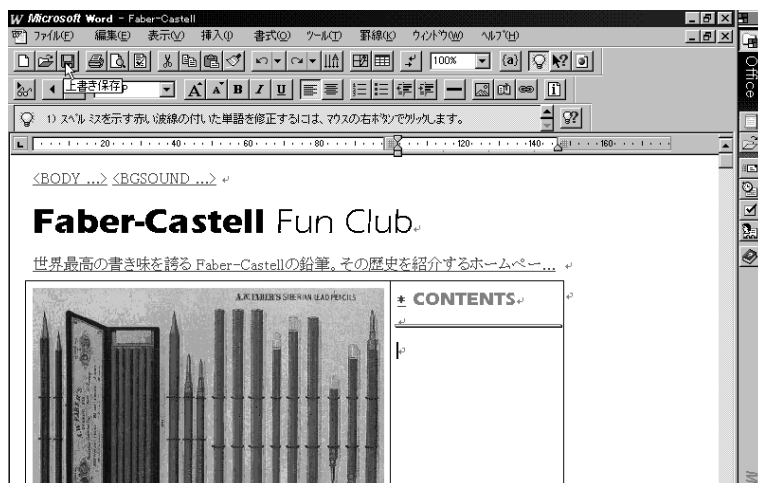 Microsoft Word - Faber-Castell
ファイル(F) 編集(E) 表示(V) 挿入(I) 書式(O) ツール(T) 罫線(K) ウィンドウ(W) ヘルプ(H)
100%
{a}
上書き保存
B I U
1) スペル ミスを示す赤い波線の付いた単語を修正するには、マウスの右ボタンでクリックします。
20 40 60 80 120 140 160
Office
<BODY ...> <BGSOUND ...>
Faber-Castell Fun Club
世界最高の書き味を誇る Faber-Castellの鉛筆。その歴史を紹介するホームペー...
A.W.FABER'S SIBERIAN LEAD PENCILS
* CONTENTS